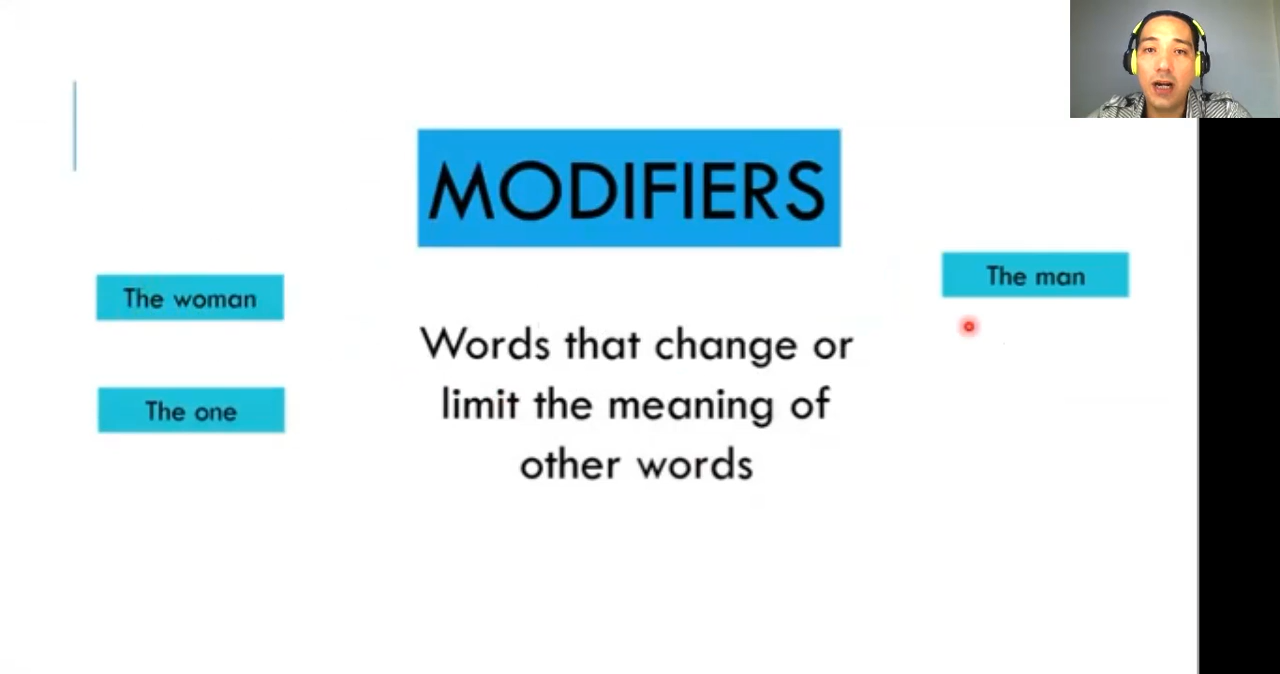 MODIFIERS
The woman
The man
Words that change or
limit the meaning of
other words
The one